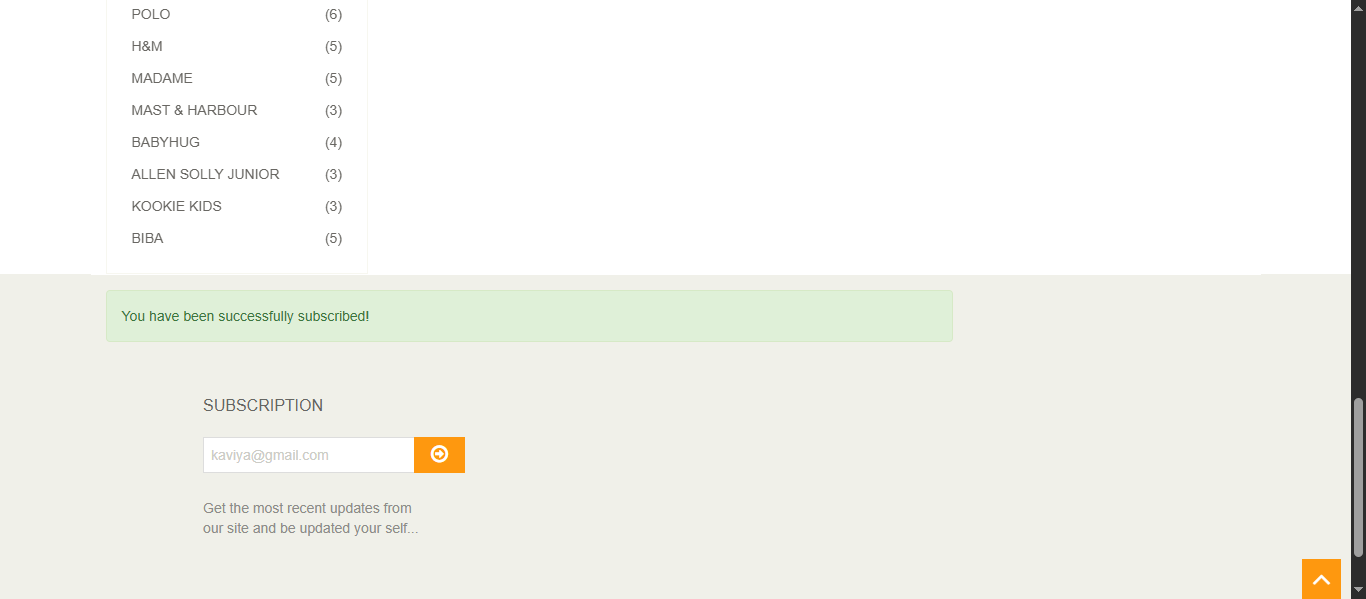 POLO (6)
H&M (5)
MADAME (5)
MAST & HARBOUR (3)
BABYHUG (4)
ALLEN SOLLY JUNIOR (3)
KOOKIE KIDS (3)
BIBA (5)
You have been successfully subscribed!
SUBSCRIPTION
kaviya@gmail.com
Get the most recent updates from
our site and be updated your self...